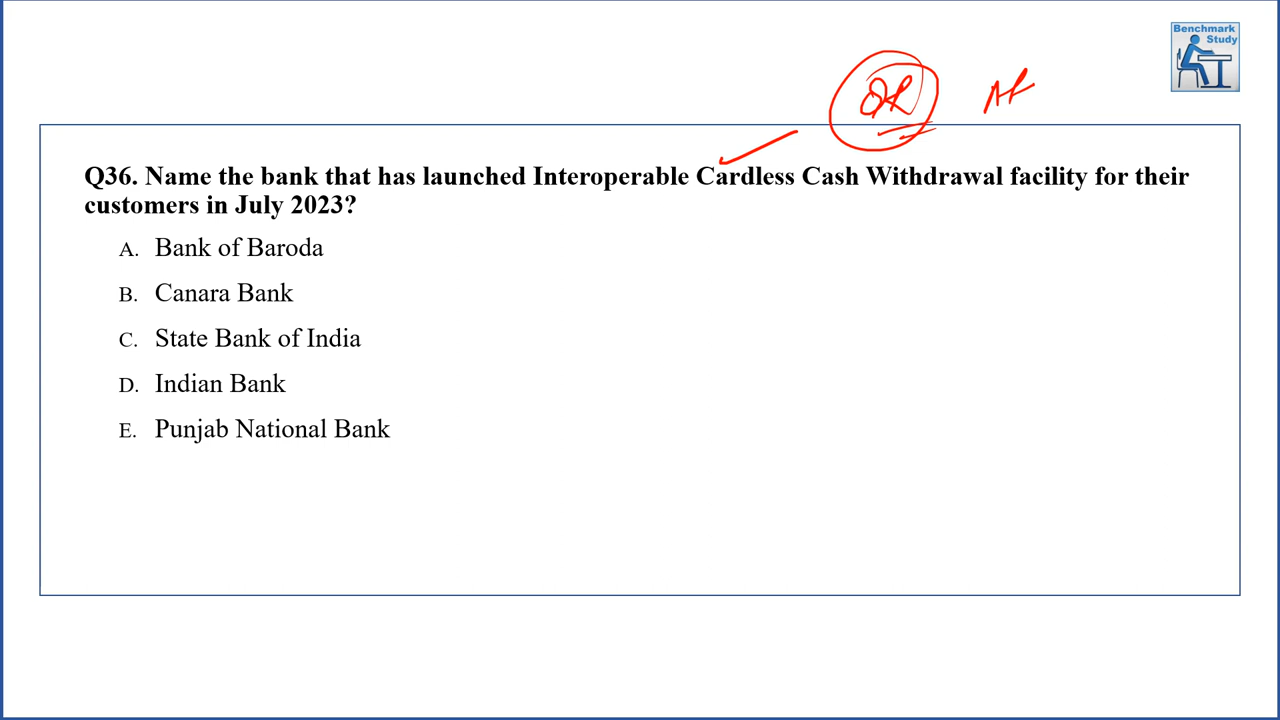 Benchmark
Study
Q36. Name the bank that has launched Interoperable Cardless Cash Withdrawal facility for their
customers in July 2023?
A. Bank of Baroda
B. Canara Bank
C. State Bank of India
D. Indian Bank
E. Punjab National Bank